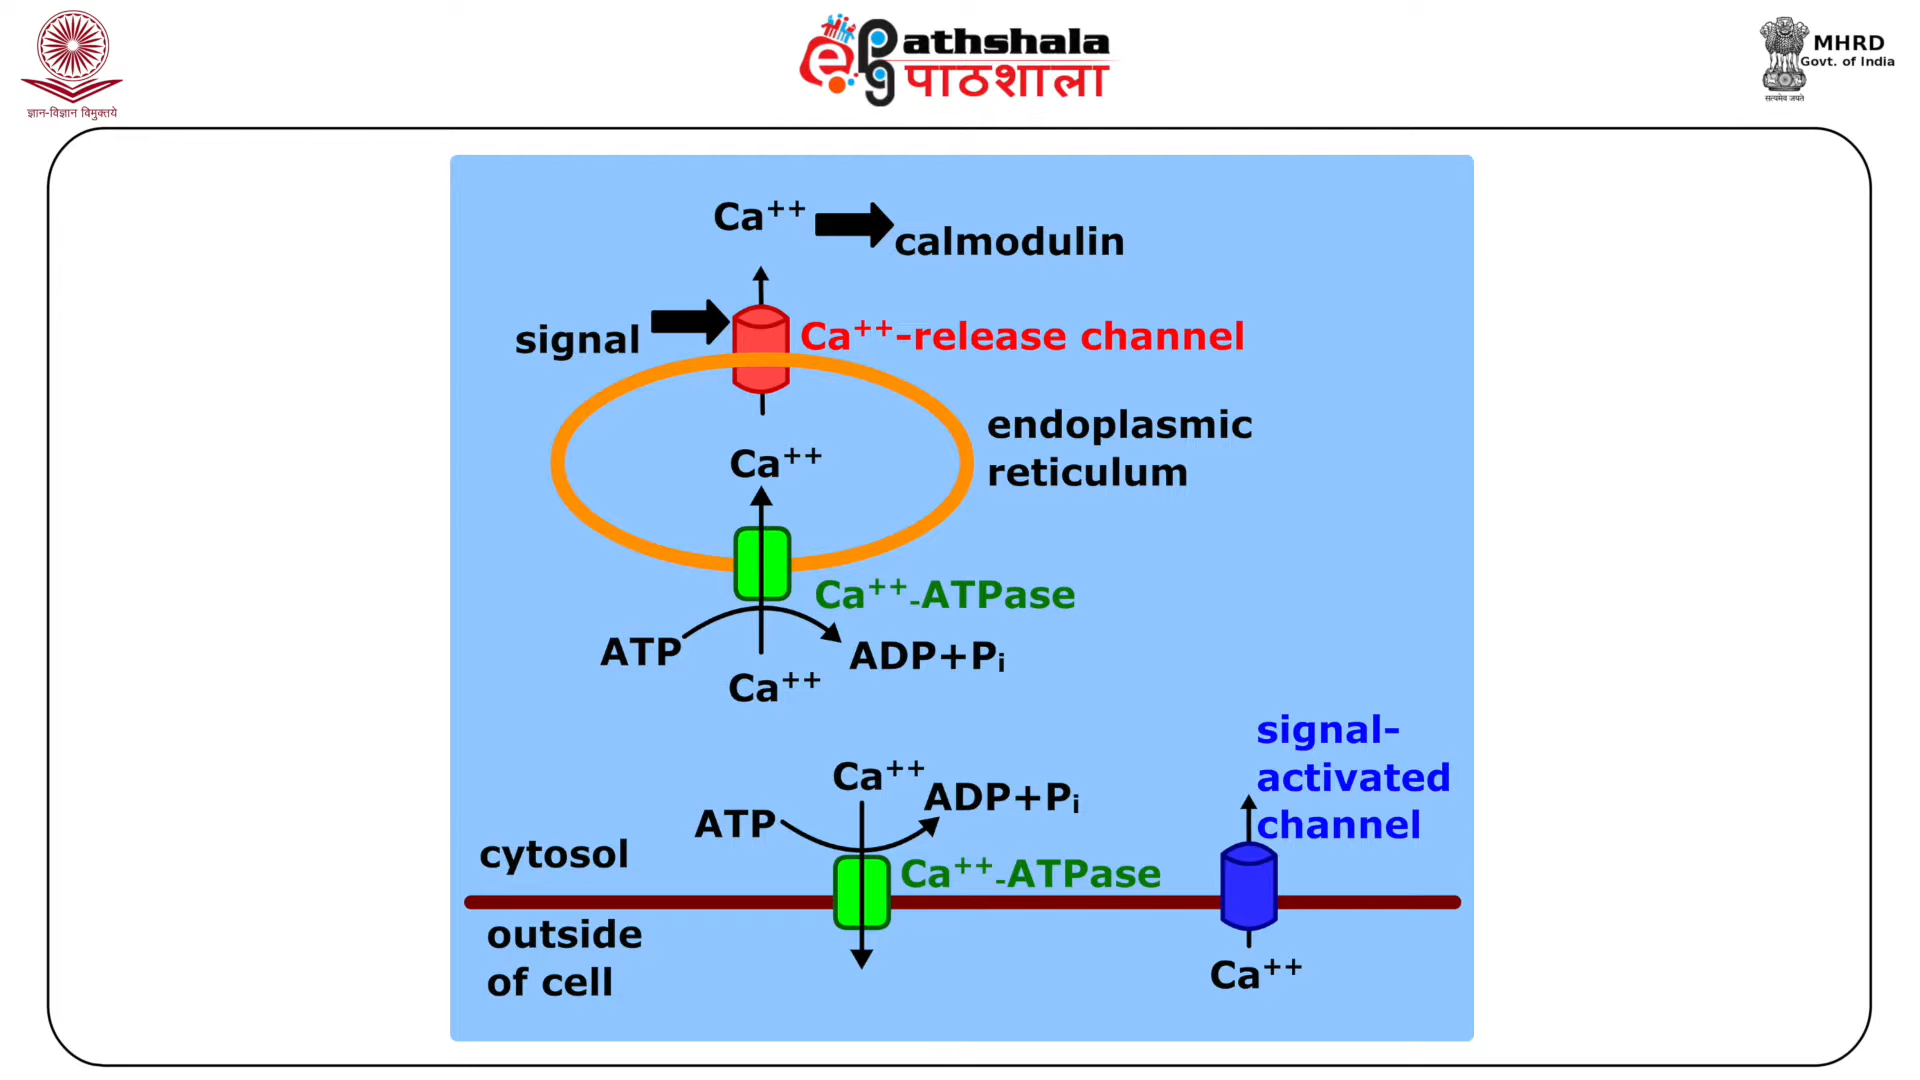 ज्ञान-विज्ञान विमुक्तये
ePG Pathshala
पाठशाला
MHRD
Govt. of India
सत्यमेव जयते
Ca++
calmodulin
signal
Ca++-release channel
endoplasmic
reticulum
Ca++
Ca++-ATPase
ATP
ADP+Pi
Ca++
signal-
activated
channel
Ca++
ADP+Pi
ATP
cytosol
Ca++-ATPase
outside
of cell
Ca++